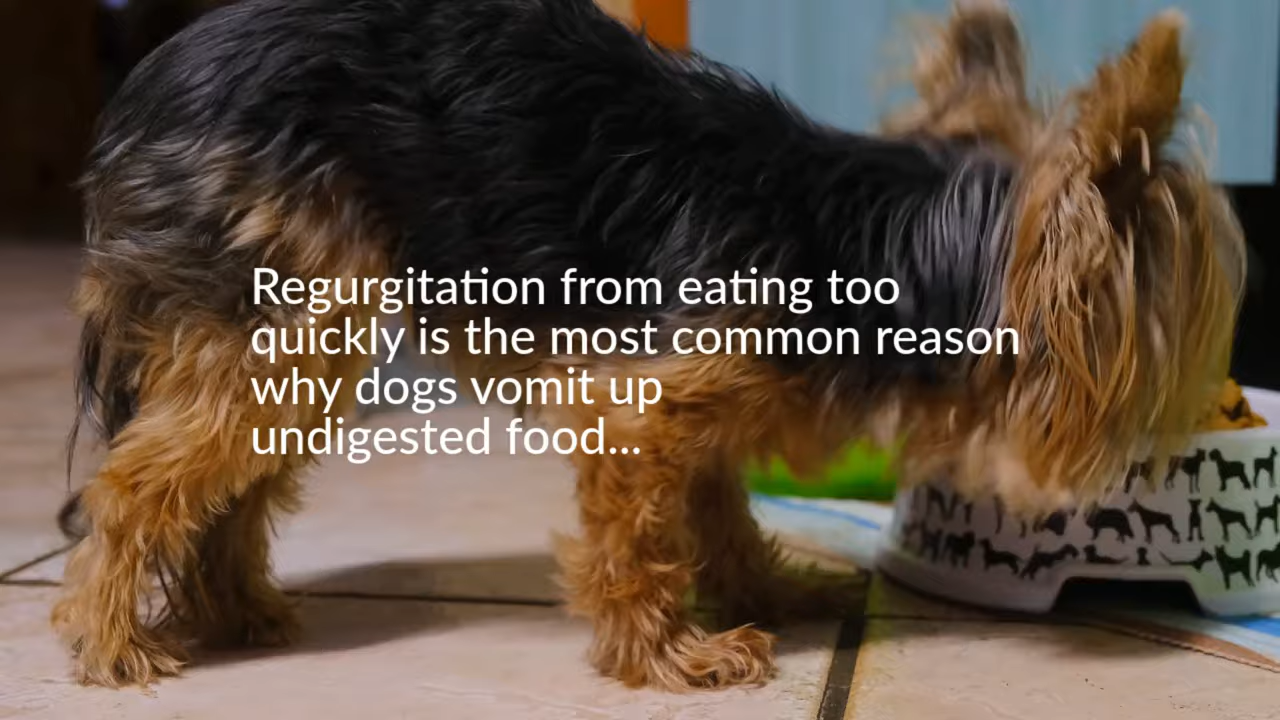 Regurgitation from eating too
quickly is the most common reason
why dogs vomit up
undigested food...